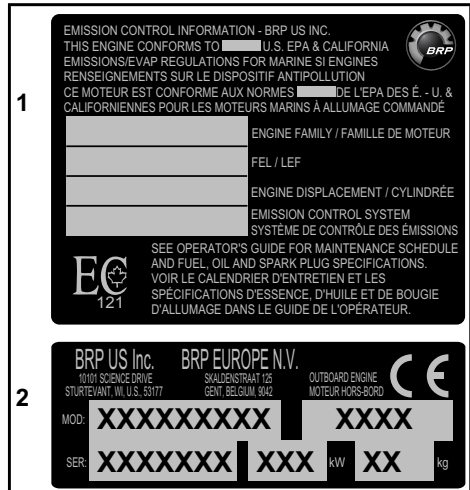 1
EMISSION CONTROL INFORMATION - BRP US INC.
THIS ENGINE CONFORMS TO U.S. EPA & CALIFORNIA
EMISSIONS/EVAP REGULATIONS FOR MARINE SI ENGINES
RENSEIGNEMENTS SUR LE DISPOSITIF ANTIPOLLUTION
CE MOTEUR EST CONFORME AUX NORMES DE L'EPA DES É. - U. &
CALIFORNIENNES POUR LES MOTEURS MARINS À ALLUMAGE COMMANDÉ
BRP
ENGINE FAMILY / FAMILLE DE MOTEUR
FEL / LEF
ENGINE DISPLACEMENT / CYLINDRÉE
EMISSION CONTROL SYSTEM
SYSTÈME DE CONTRÔLE DES ÉMISSIONS
EC
121
SEE OPERATOR'S GUIDE FOR MAINTENANCE SCHEDULE
AND FUEL, OIL AND SPARK PLUG SPECIFICATIONS.
VOIR LE CALENDRIER D'ENTRETIEN ET LES
SPÉCIFICATIONS D'ESSENCE, D'HUILE ET DE BOUGIE
D'ALLUMAGE DANS LE GUIDE DE L'OPÉRATEUR.
2
BRP US Inc.
10101 SCIENCE DRIVE
STURTEVANT, WI, U.S., 53177
BRP EUROPE N.V.
SKALDENSTRAAT 125
GENT, BELGIUM, 9042
OUTBOARD ENGINE
MOTEUR HORS-BORD
CE
MOD: XXXXXXXXX XXXX
SER: XXXXXXX XXX kW XX kg